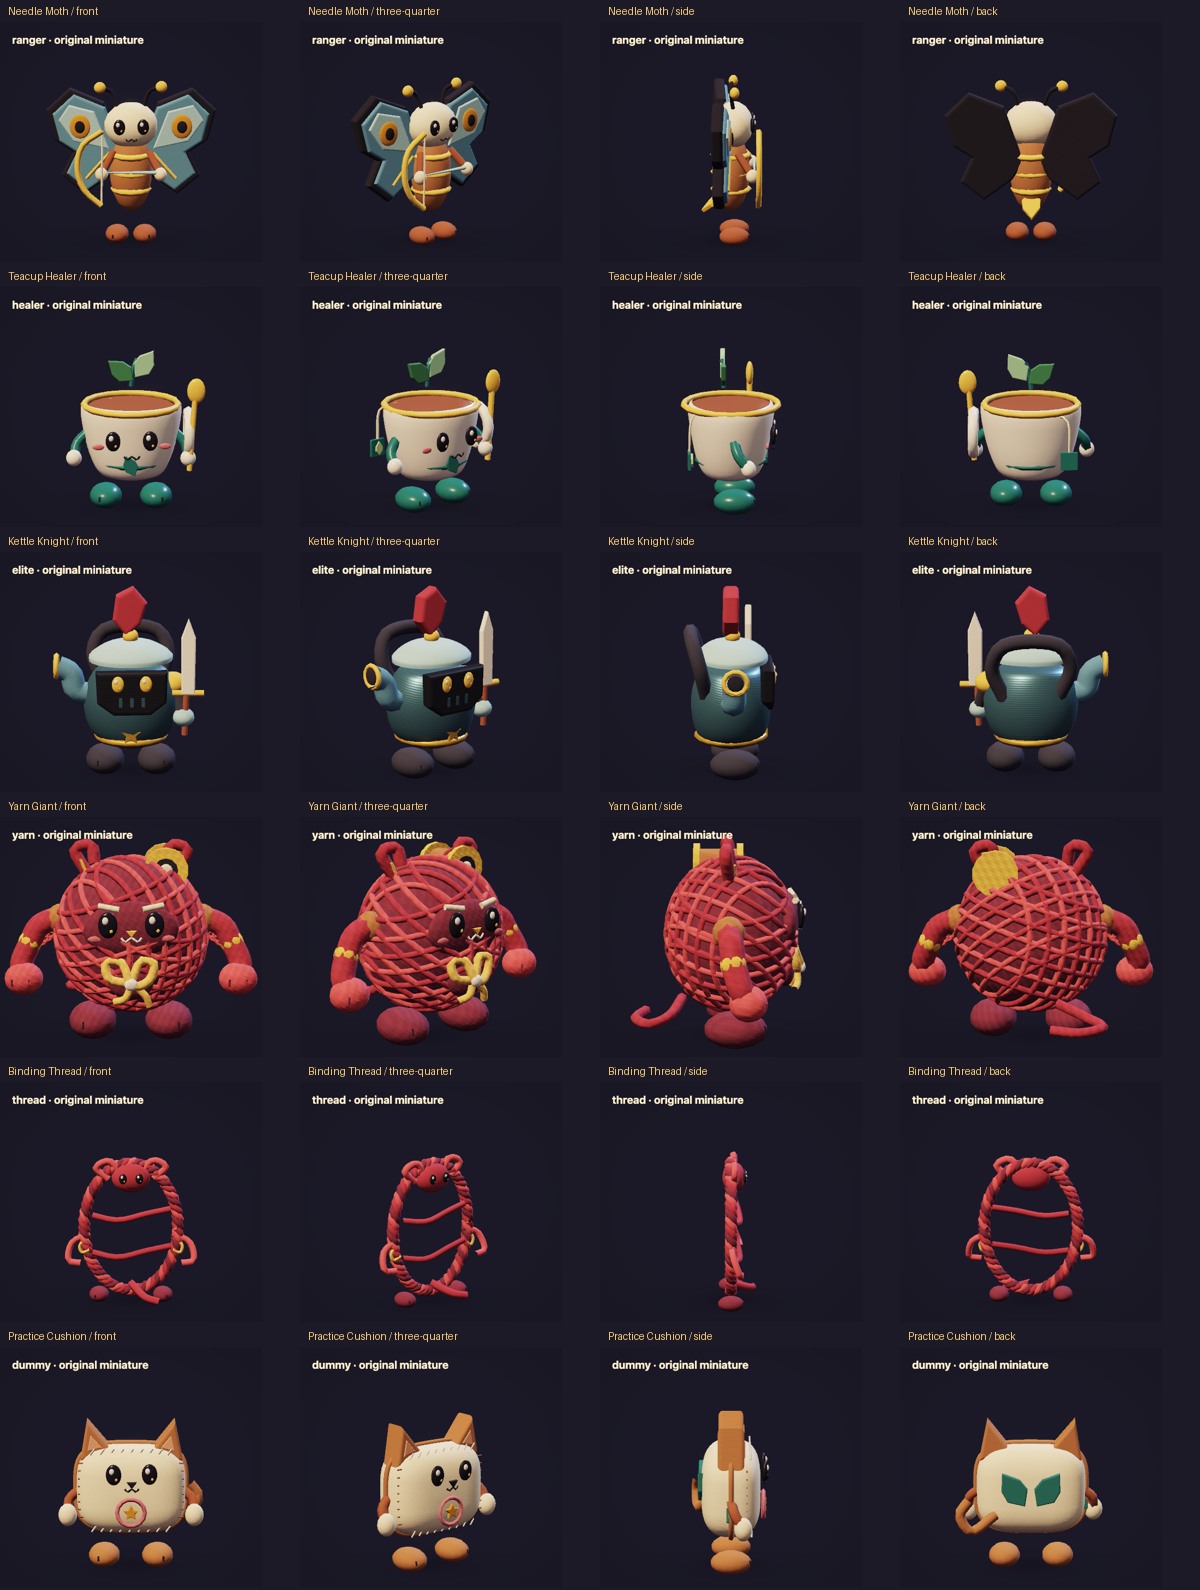 Needle Moth / front
Needle Moth / three-quarter
Needle Moth / side
Needle Moth / back
ranger · original miniature
ranger · original miniature
ranger · original miniature
ranger · original miniature
Teacup Healer / front
Teacup Healer / three-quarter
Teacup Healer / side
Teacup Healer / back
healer · original miniature
healer · original miniature
healer · original miniature
healer · original miniature
Kettle Knight / front
Kettle Knight / three-quarter
Kettle Knight / side
Kettle Knight / back
elite · original miniature
elite · original miniature
elite · original miniature
elite · original miniature
Yarn Giant / front
Yarn Giant / three-quarter
Yarn Giant / side
Yarn Giant / back
yarn · original miniature
yarn · original miniature
yarn · original miniature
yarn · original miniature
Binding Thread / front
Binding Thread / three-quarter
Binding Thread / side
Binding Thread / back
thread · original miniature
thread · original miniature
thread · original miniature
thread · original miniature
Practice Cushion / front
Practice Cushion / three-quarter
Practice Cushion / side
Practice Cushion / back
dummy · original miniature
dummy · original miniature
dummy · original miniature
dummy · original miniature